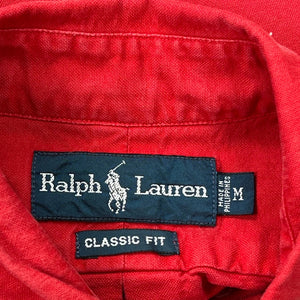 Ralph Lauren
MADE IN
PHILIPPINES
M
CLASSIC FIT